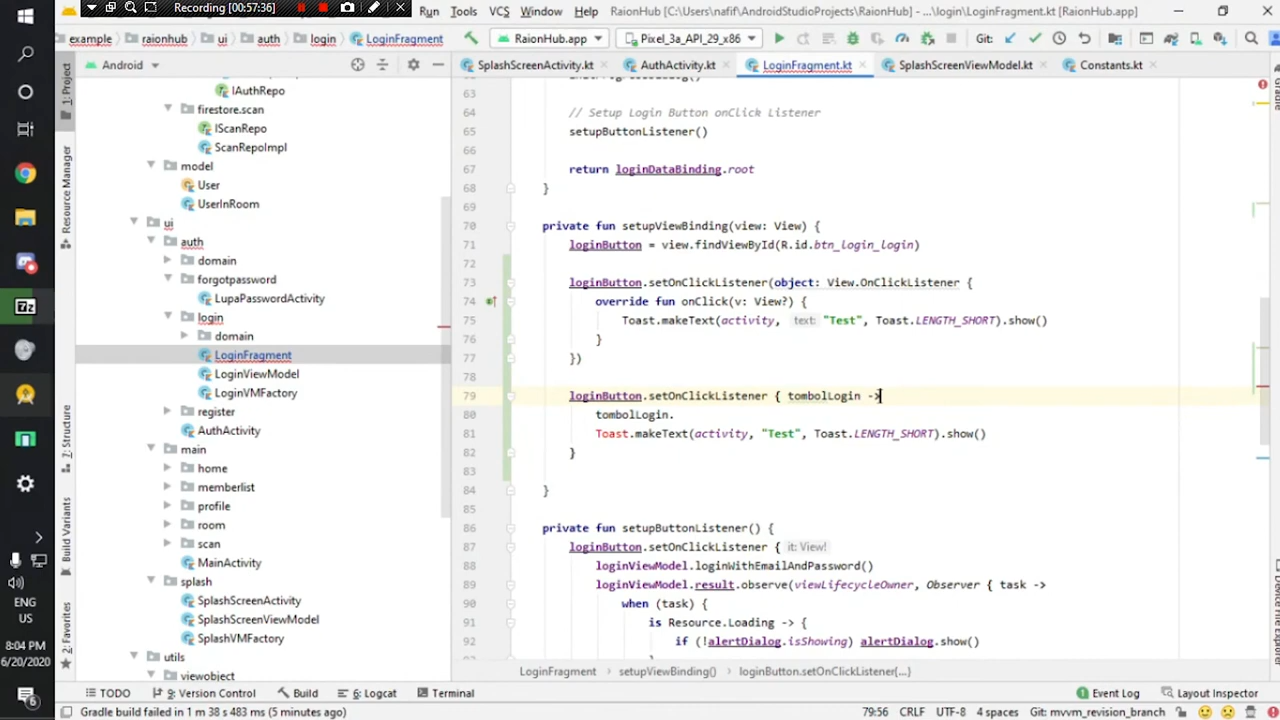 Recording [00:57:36]
Run Tools VCS Window Help RaionHub [C:\Users\nafif\AndroidStudioProjects\RaionHub] - ...\login\LoginFragment.kt [RaionHub.app]
example raionhub ui auth login LoginFragment RaionHub.app Pixel_3a_API_29_x86 Git:
Android
SplashScreenActivity.kt AuthActivity.kt LoginFragment.kt SplashScreenViewModel.kt Constants.kt
1: Project
Resource Manager
7: Structure
Build Variants
2: Favorites
IAuthRepo
firestore.scan
IScanRepo
ScanRepoImpl
model
User
UserInRoom
ui
auth
domain
forgotpassword
LupaPasswordActivity
login
domain
LoginFragment
LoginViewModel
LoginVMFactory
register
AuthActivity
main
home
memberlist
profile
room
scan
MainActivity
splash
SplashScreenActivity
SplashScreenViewModel
SplashVMFactory
utils
viewobject
63
64 // Setup Login Button onClick Listener
65 setupButtonListener()
66
67 return loginDataBinding.root
68 }
69
70 private fun setupViewBinding(view: View) {
71 loginButton = view.findViewById(R.id.btn_login_login)
72
73 loginButton.setOnClickListener(object: View.OnClickListener {
74 override fun onClick(v: View?) {
75 Toast.makeText(activity, text: "Test", Toast.LENGTH_SHORT).show()
76 }
77 })
78
79 loginButton.setOnClickListener { tombolLogin ->
80 tombolLogin.
81 Toast.makeText(activity, "Test", Toast.LENGTH_SHORT).show()
82 }
83
84 }
85
86 private fun setupButtonListener() {
87 loginButton.setOnClickListener { it: View!
88 loginViewModel.loginWithEmailAndPassword()
89 loginViewModel.result.observe(viewLifecycleOwner, Observer { task ->
90 when (task) {
91 is Resource.Loading -> {
92 if (!alertDialog.isShowing) alertDialog.show()
LoginFragment setupViewBinding() loginButton.setOnClickListener{...}
TODO 9: Version Control Build 6: Logcat Terminal Event Log Layout Inspector
Gradle build failed in 1 m 38 s 483 ms (5 minutes ago) 79:56 CRLF UTF-8 4 spaces Git: mvvm_revision_branch
ENG
US
8:04 PM
6/20/2020
6